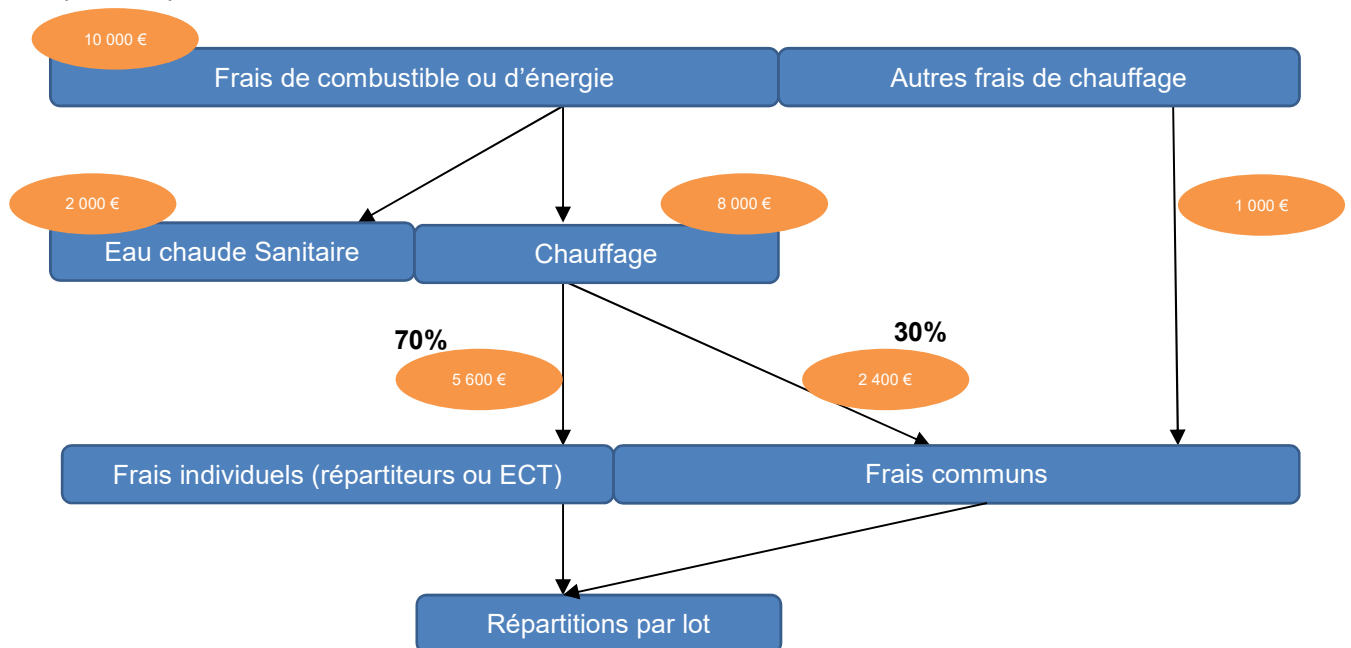 10 000 €
Frais de combustible ou d’énergie
Autres frais de chauffage
2 000 €
8 000 €
1 000 €
Eau chaude Sanitaire
Chauffage
70%
30%
5 600 €
2 400 €
Frais individuels (répartiteurs ou ECT)
Frais communs
Répartitions par lot